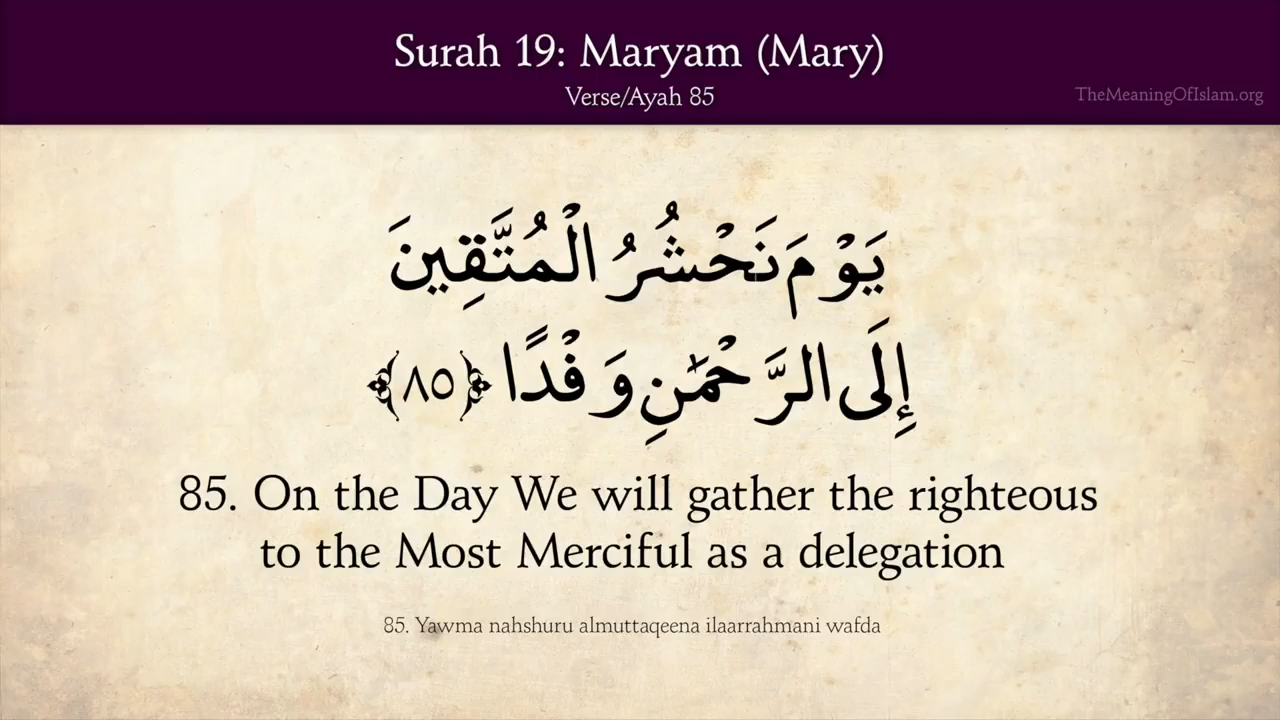 Surah 19: Maryam (Mary)
Verse/Ayah 85
TheMeaningOfIslam.org
يَوْمَ نَحْشُرُ الْمُتَّقِينَ
إِلَى الرَّحْمَٰنِ وَفْدًا ﴿٨٥﴾
85. On the Day We will gather the righteous
to the Most Merciful as a delegation
85. Yawma nahshuru almuttaqeena ilaarrahmani wafda